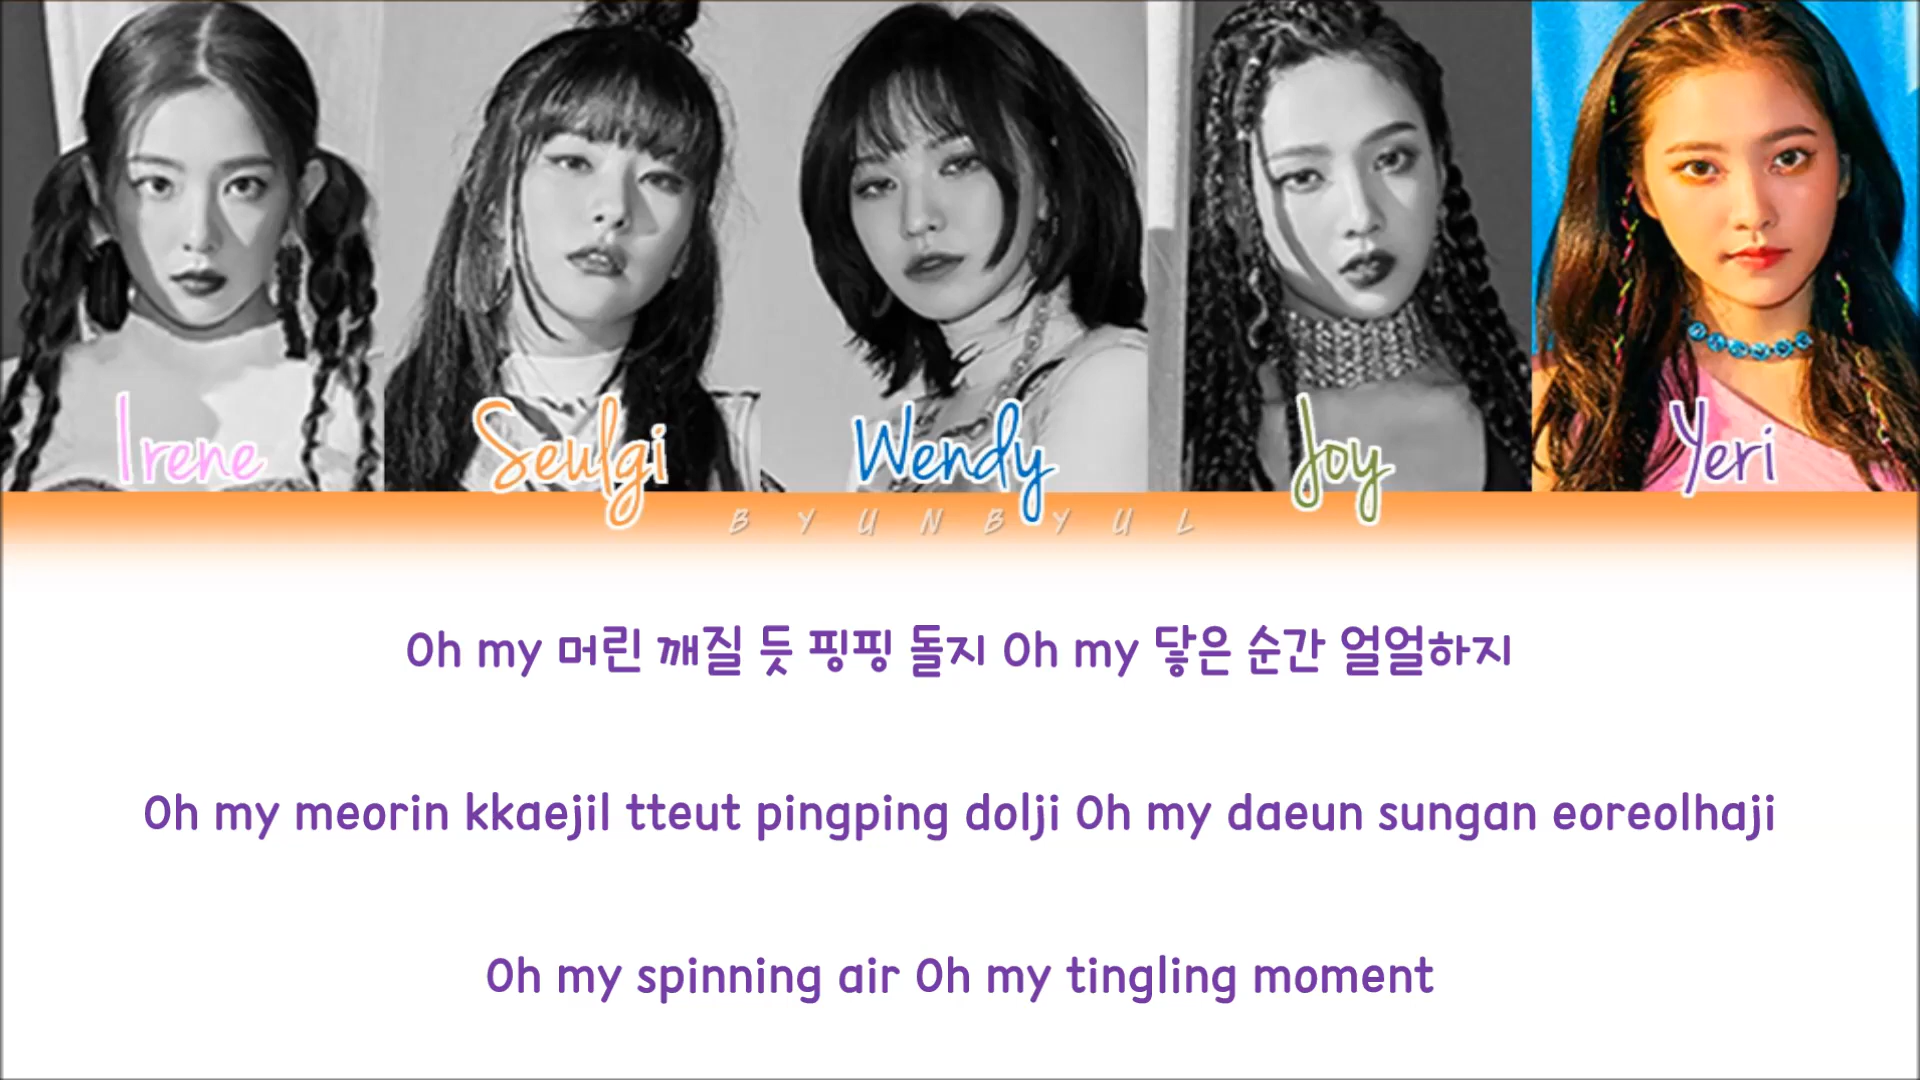 Irene Seulgi Wendy Joy Yeri
BYUNBYUL
Oh my 머린 깨질 듯 핑핑 돌지 Oh my 닿은 순간 얼얼하지
Oh my meorin kkaejil tteut pingping dolji Oh my daeun sungan eoreolhaji
Oh my spinning air Oh my tingling moment